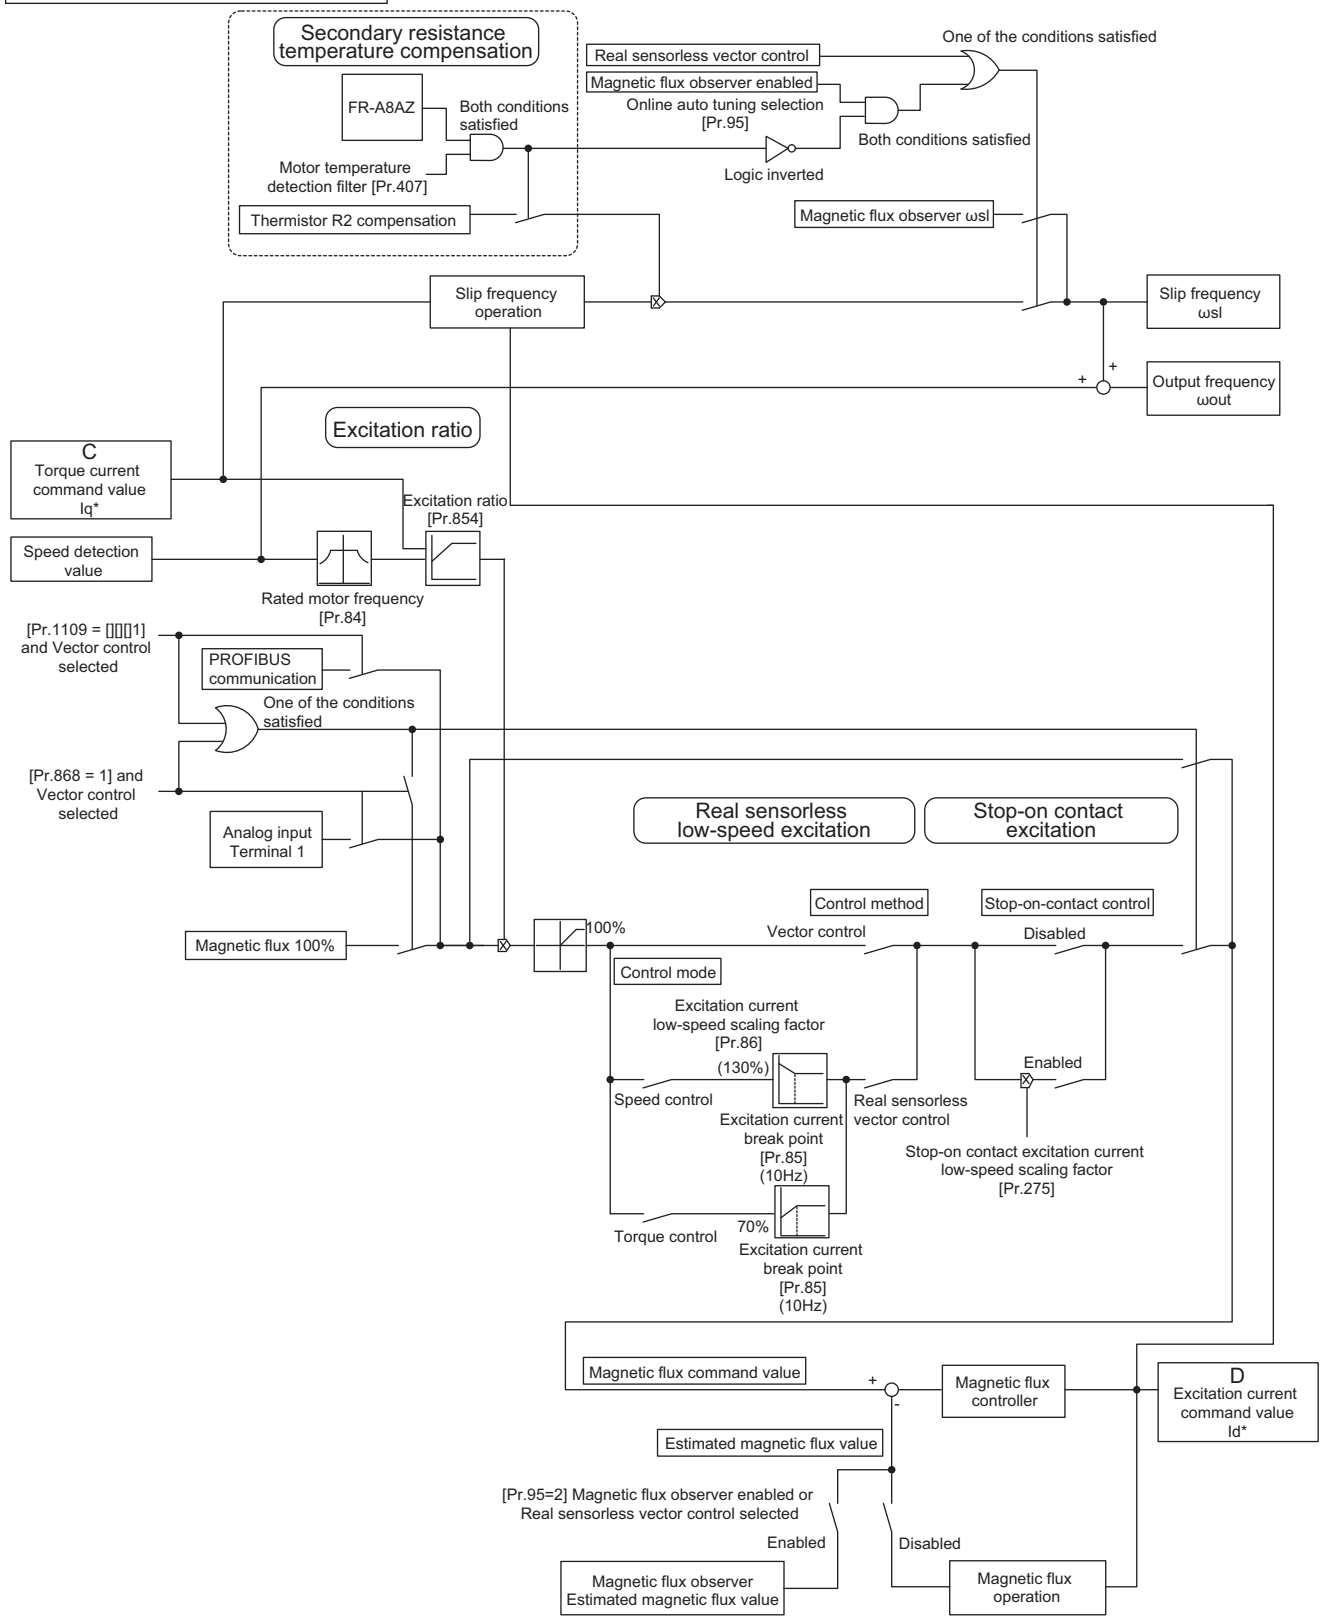 Secondary resistance
temperature compensation
One of the conditions satisfied
Real sensorless vector control
Magnetic flux observer enabled
FR-A8AZ
Both conditions
satisfied
Online auto tuning selection
[Pr.95]
Both conditions satisfied
Motor temperature
detection filter [Pr.407]
Logic inverted
Thermistor R2 compensation
Magnetic flux observer ωsl
Slip frequency
operation
Slip frequency
ωsl
+
+
Output frequency
ωout
Excitation ratio
C
Torque current
command value
Iq*
Excitation ratio
[Pr.854]
Speed detection
value
Rated motor frequency
[Pr.84]
[Pr.1109 = [][][]1]
and Vector control
selected
PROFIBUS
communication
One of the conditions
satisfied
[Pr.868 = 1] and
Vector control
selected
Real sensorless
low-speed excitation
Stop-on contact
excitation
Analog input
Terminal 1
Control method
Stop-on-contact control
100%
Vector control
Disabled
Magnetic flux 100%
Control mode
Excitation current
low-speed scaling factor
[Pr.86]
(130%)
Enabled
Speed control
Real sensorless
vector control
Excitation current
break point
[Pr.85]
(10Hz)
Stop-on contact excitation current
low-speed scaling factor
[Pr.275]
70%
Torque control
Excitation current
break point
[Pr.85]
(10Hz)
Magnetic flux command value
+
-
Magnetic flux
controller
D
Excitation current
command value
Id*
Estimated magnetic flux value
[Pr.95=2] Magnetic flux observer enabled or
Real sensorless vector control selected
Enabled
Disabled
Magnetic flux observer
Estimated magnetic flux value
Magnetic flux
operation